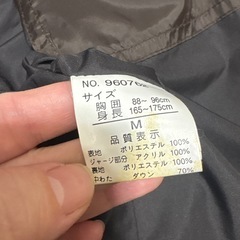 NO. 96076
サイズ
胸囲 88~ 96cm
身長 165~175cm
M
品質表示
表地 ポリエステル 100%
ジャージ部分 アクリル 100%
裏地 ポリエステル 100%
中わた ダウン 70%